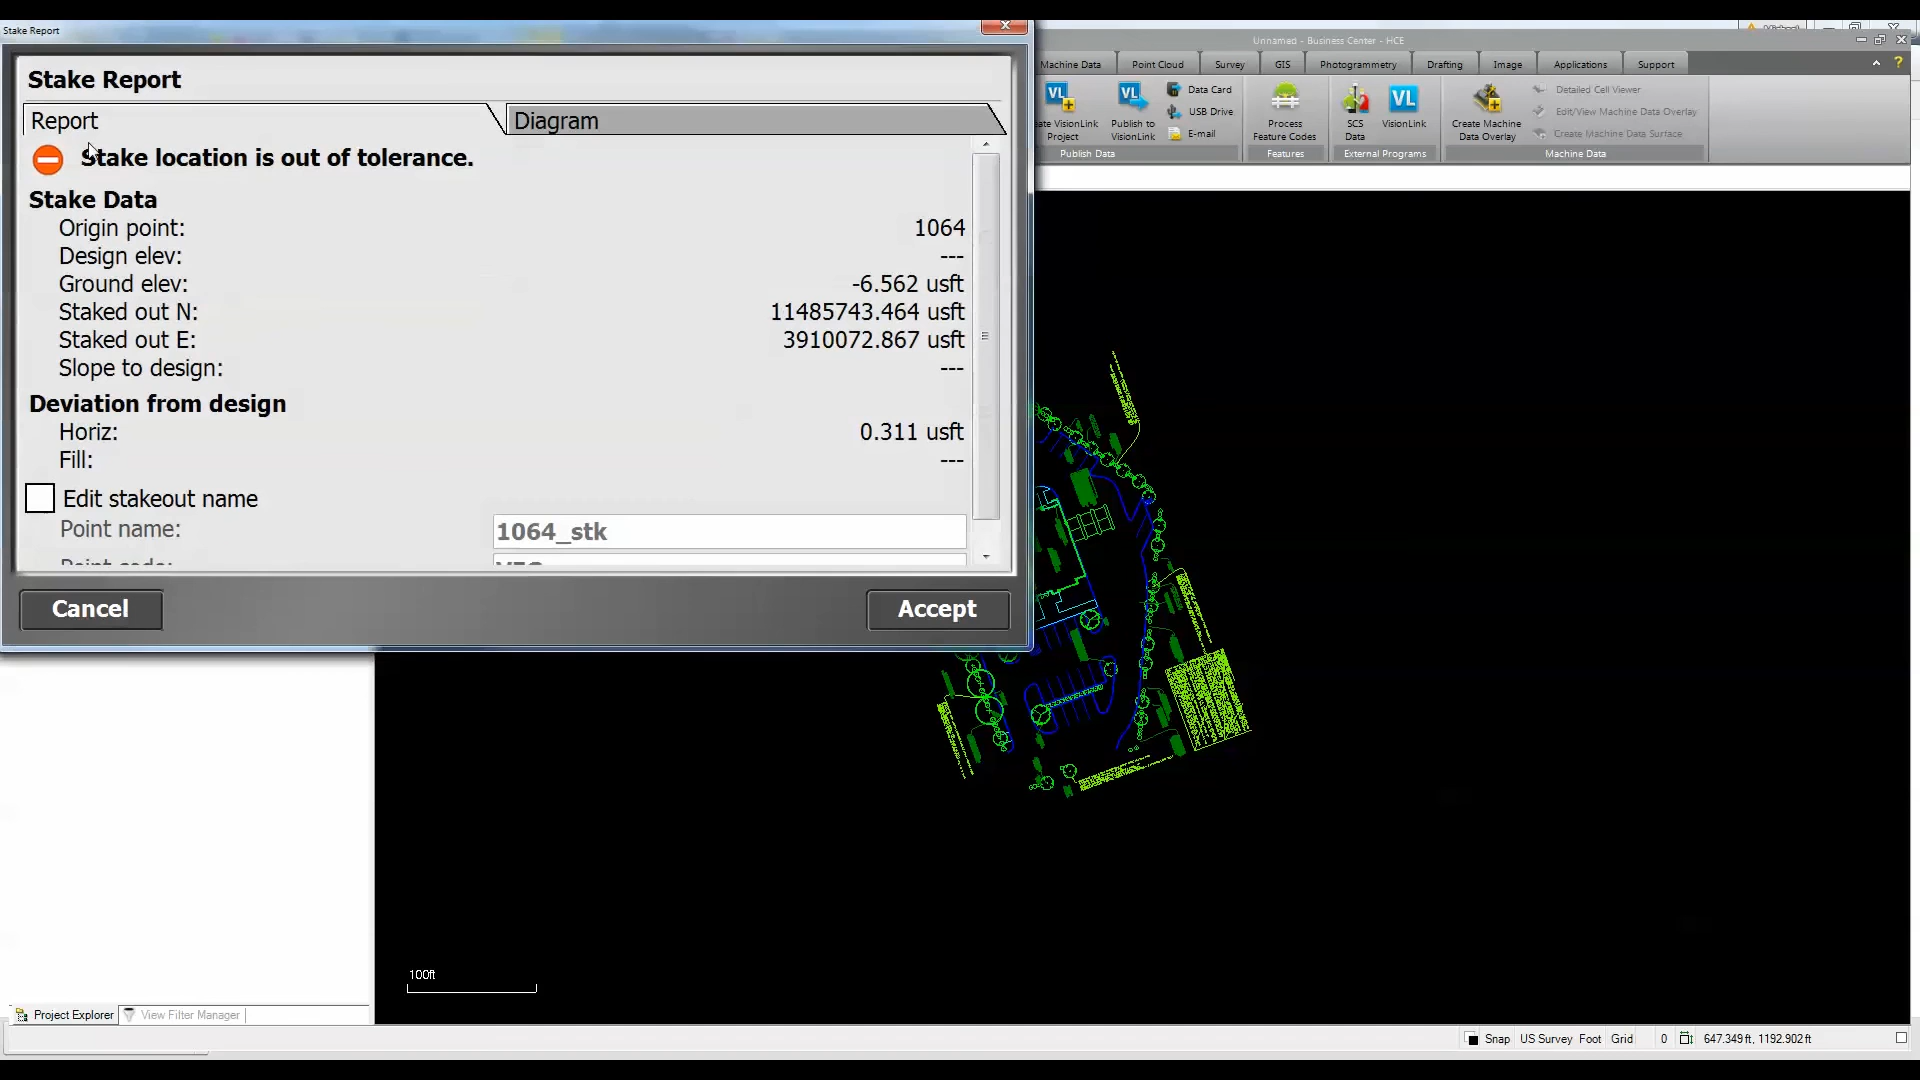 Stake Report
Unnamed - Business Center - HCE
Stake Report
Report
Diagram
Stake location is out of tolerance.
Stake Data
Origin point:
1064
Design elev:
---
Ground elev:
-6.562 usft
Staked out N:
11485743.464 usft
Staked out E:
3910072.867 usft
Slope to design:
---
Deviation from design
Horiz:
0.311 usft
Fill:
---
Edit stakeout name
Point name:
1064_stk
Point code:
Cancel
Accept
Machine Data
Point Cloud
Survey
GIS
Photogrammetry
Drafting
Image
Applications
Support
VisionLink
Project
Publish to
VisionLink
Data Card
USB Drive
E-mail
Publish Data
Process
Feature Codes
Features
SCS
Data
VL
VisionLink
External Programs
Create Machine
Data Overlay
Detailed Cell Viewer
Edit/View Machine Data Overlay
Create Machine Data Surface
Machine Data
100ft
Project Explorer
View Filter Manager
Snap
US Survey Foot
Grid
0
647.349 ft, 1192.902 ft